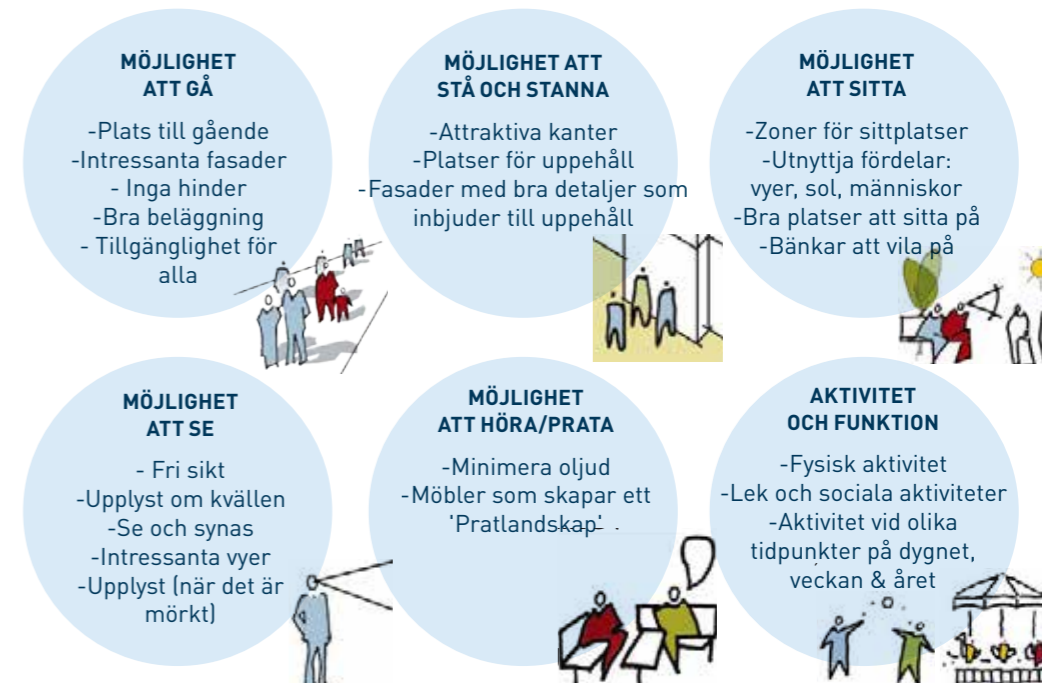 MÖJLIGHET
ATT GÅ
-Plats till gående
-Intressanta fasader
- Inga hinder
-Bra beläggning
- Tillgänglighet för
alla
MÖJLIGHET ATT
STÅ OCH STANNA
-Attraktiva kanter
-Platser för uppehåll
-Fasader med bra detaljer som
inbjuder till uppehåll
MÖJLIGHET
ATT SITTA
-Zoner för sittplatser
-Utnyttja fördelar:
vyer, sol, människor
-Bra platser att sitta på
-Bänkar att vila på
MÖJLIGHET
ATT SE
- Fri sikt
-Upplyst om kvällen
-Se och synas
-Intressanta vyer
-Upplyst (när det är
mörkt)
MÖJLIGHET
ATT HÖRA/PRATA
-Minimera oljud
-Möbler som skapar ett
'Pratlandskap'
AKTIVITET
OCH FUNKTION
-Fysisk aktivitet
-Lek och sociala aktiviteter
-Aktivitet vid olika
tidpunkter på dygnet,
veckan & året